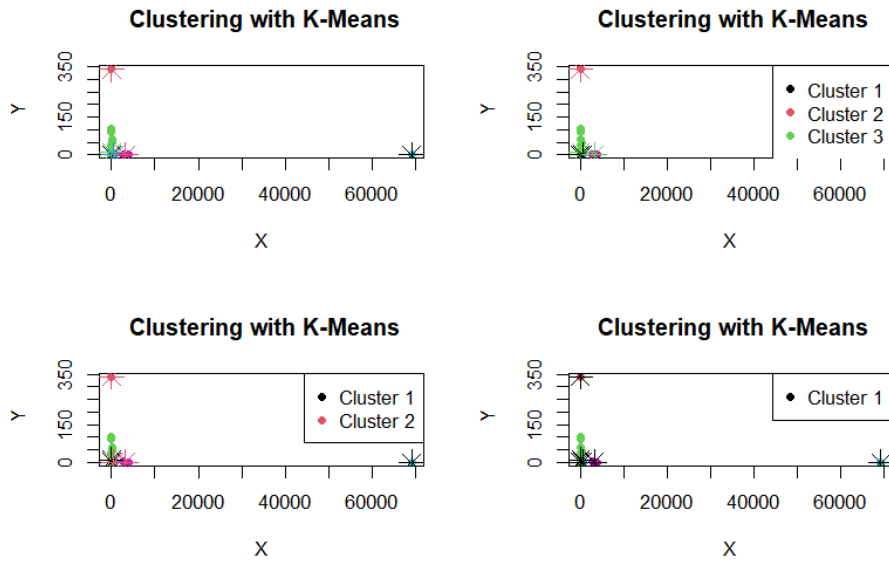 Clustering with K-Means
Y
350
150
0
0 20000 40000 60000
X
Clustering with K-Means
Y
350
150
0
Cluster 1
Cluster 2
Cluster 3
0 20000 40000 60000
X
Clustering with K-Means
Y
350
150
0
Cluster 1
Cluster 2
0 20000 40000 60000
X
Clustering with K-Means
Y
350
150
0
Cluster 1
0 20000 40000 60000
X